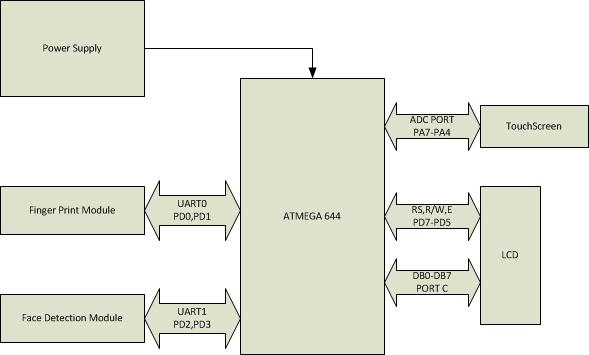 Power Supply
ADC PORT
PA7-PA4
TouchScreen
Finger Print Module
UART0
PD0,PD1
ATMEGA 644
RS,R/W,E
PD7-PD5
LCD
DB0-DB7
PORT C
Face Detection Module
UART1
PD2,PD3